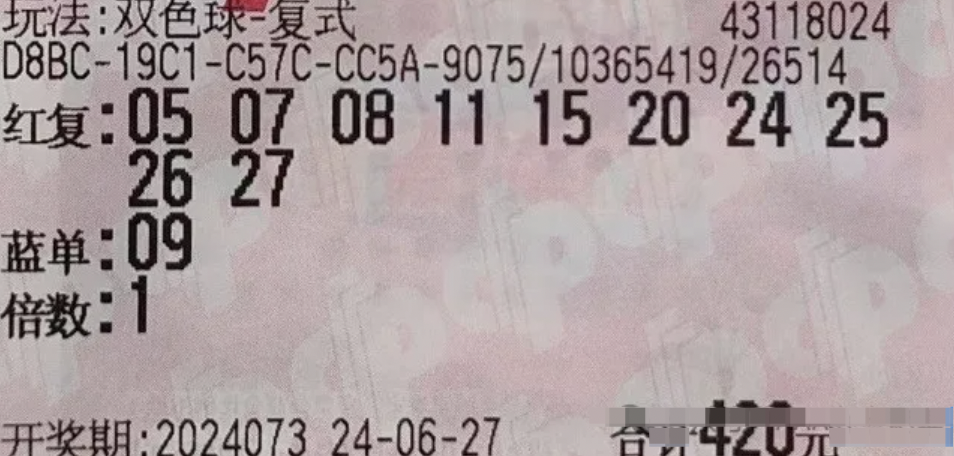 玩法:双色球-复式 43118024
D8BC-19C1-C57C-CC5A-9075/10365419/26514
红复:05 07 08 11 15 20 24 25
26 27
蓝单:09
倍数:1
开奖期:2024073 24-06-27 合计420元